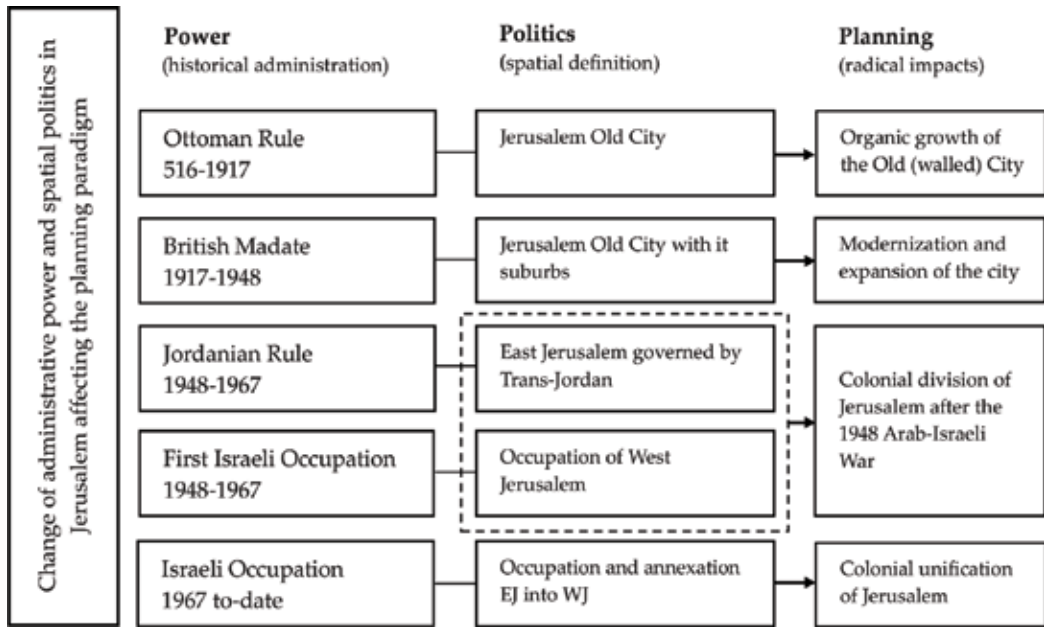 Change of administrative power and spatial politics in
Jerusalem affecting the planning paradigm
Power
(historical administration)
Politics
(spatial definition)
Planning
(radical impacts)
Ottoman Rule
516-1917
Jerusalem Old City
Organic growth of
the Old (walled) City
British Madate
1917-1948
Jerusalem Old City with it
suburbs
Modernization and
expansion of the city
Jordanian Rule
1948-1967
East Jerusalem governed by
Trans-Jordan
First Israeli Occupation
1948-1967
Occupation of West
Jerusalem
Colonial division of
Jerusalem after the
1948 Arab-Israeli
War
Israeli Occupation
1967 to-date
Occupation and annexation
EJ into WJ
Colonial unification
of Jerusalem